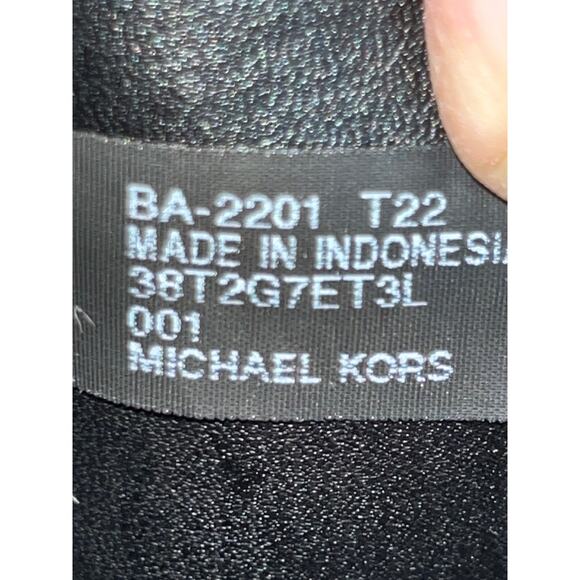 BA-2201 T22
MADE IN INDONESIA
38T2G7ET3L
001
MICHAEL KORS